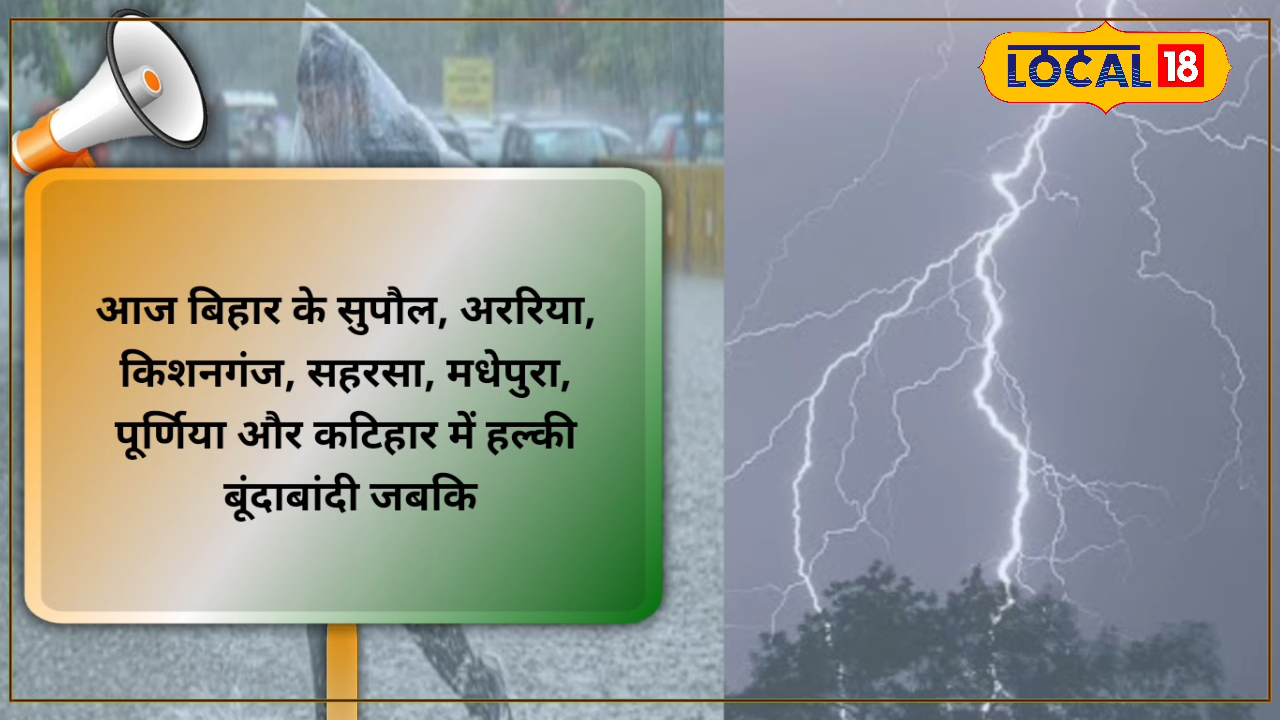 LOCAL 18
आज बिहार के सुपौल, अररिया,
किशनगंज, सहरसा, मधेपुरा,
पूर्णिया और कटिहार में हल्की
बूंदाबांदी जबकि